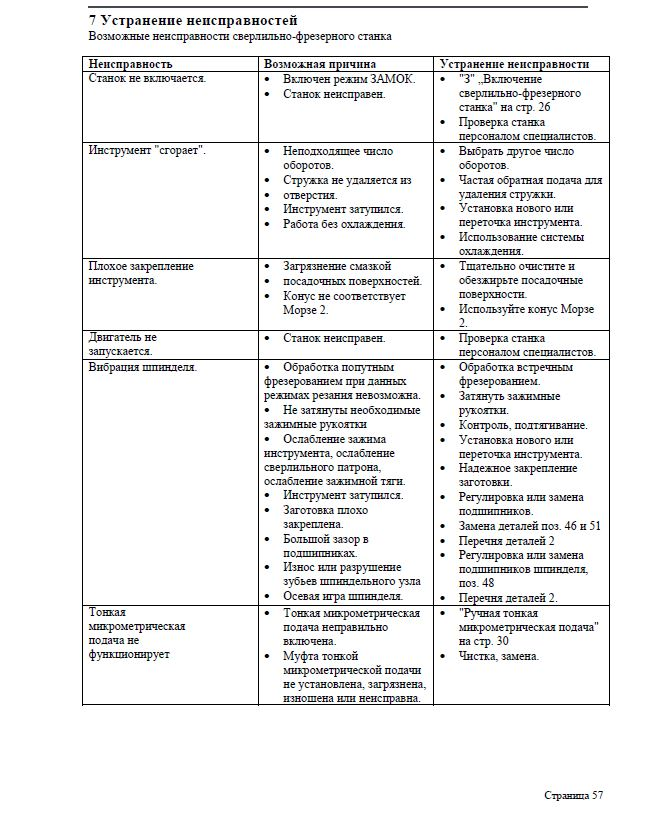 7 Устранение неисправностей
Возможные неисправности сверлильно-фрезерного станка
Неисправность
Возможная причина
Устранение неисправности
Станок не включается.
• Включен режим ЗАМОК.
• Станок неисправен.
• "3" „Включение
сверлильно-фрезерного
станка" на стр. 26
• Проверка станка
персоналом специалистов.
Инструмент "сгорает".
• Неподходящее число
оборотов.
• Стружка не удаляется из
• отверстия.
• Инструмент затупился.
• Работа без охлаждения.
• Выбрать другое число
оборотов.
• Частая обратная подача для
удаления стружки.
• Установка нового или
переточка инструмента.
• Использование системы
охлаждения.
Плохое закрепление
инструмента.
• Загрязнение смазкой
• посадочных поверхностей.
• Конус не соответствует
Морзе 2.
• Тщательно очистите и
обезжирьте посадочные
поверхности.
• Используйте конус Морзе
2.
Двигатель не
запускается.
• Станок неисправен.
• Проверка станка
персоналом специалистов.
Вибрация шпинделя.
• Обработка попутным
фрезерованием при данных
режимах резания невозможна.
• Не затянуты необходимые
зажимные рукоятки
• Ослабление зажима
инструмента, ослабление
сверлильного патрона,
ослабление зажимной тяги.
• Инструмент затупился.
• Заготовка плохо
закреплена.
• Большой зазор в
подшипниках.
• Износ или разрушение
зубьев шпиндельного узла
• Осевая игра шпинделя.
• Обработка встречным
фрезерованием.
• Затянуть зажимные
рукоятки.
• Контроль, подтягивание.
• Установка нового или
переточка инструмента.
• Надежное закрепление
заготовки.
• Регулировка или замена
подшипников.
• Замена деталей поз. 46 и 51
• Перечня деталей 2
• Регулировка или замена
подшипников шпинделя,
поз. 48
• Перечня деталей 2.
Тонкая
микрометрическая
подача не
функционирует
• Тонкая микрометрическая
подача неправильно
включена.
• Муфта тонкой
микрометрической подачи
не установлена, загрязнена,
изношена или неисправна.
• "Ручная тонкая
микрометрическая подача"
на стр. 30
• Чистка, замена.
Страница 57